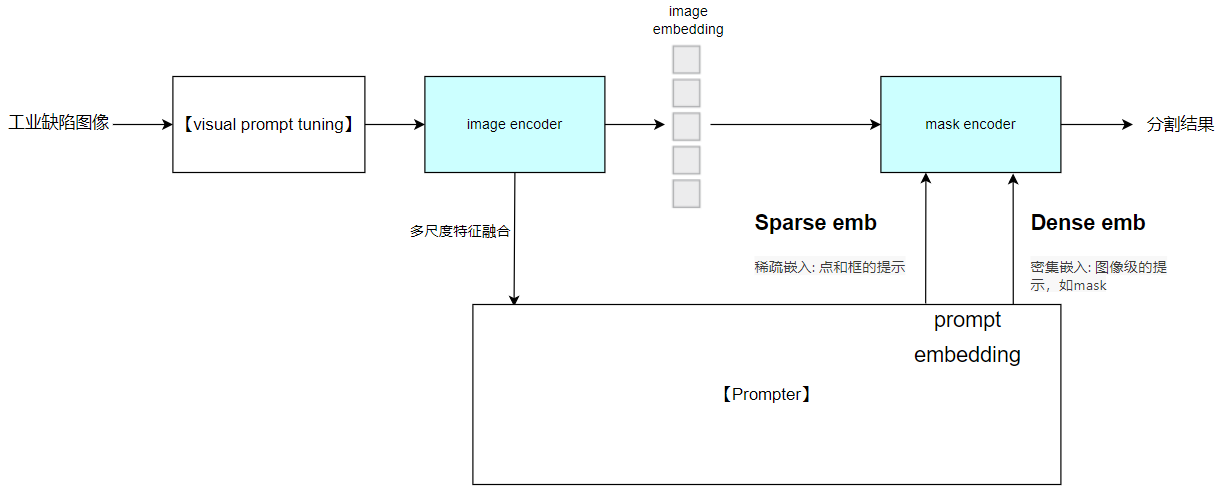 image
embedding
工业缺陷图像
【visual prompt tuning】
image encoder
mask encoder
分割结果
多尺度特征融合
Sparse emb
稀疏嵌入: 点和框的提示
Dense emb
密集嵌入: 图像级的提
示，如mask
prompt
embedding
【Prompter】